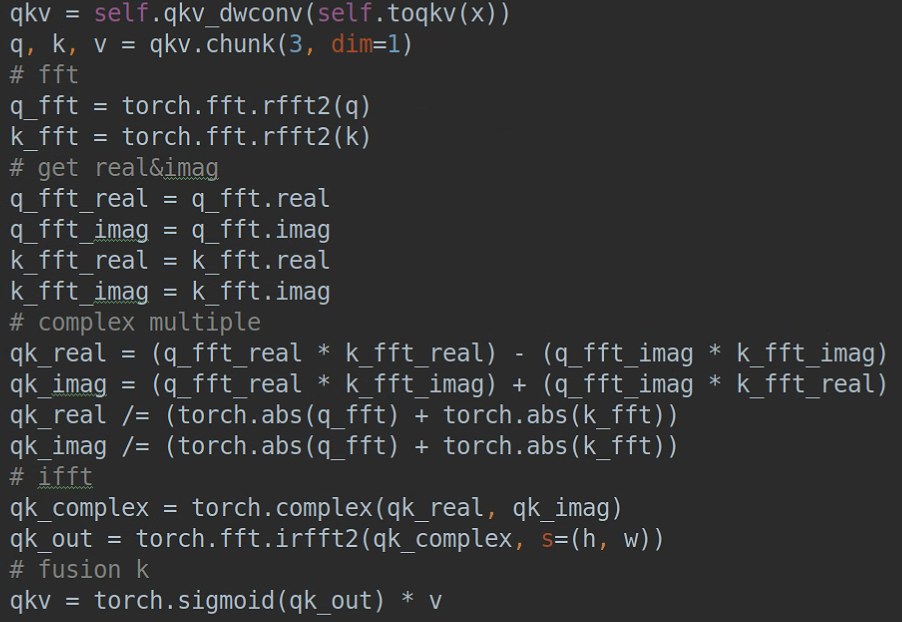 qkv = self.qkv_dwconv(self.toqkv(x))
q, k, v = qkv.chunk(3, dim=1)
# fft
q_fft = torch.fft.rfft2(q)
k_fft = torch.fft.rfft2(k)
# get real&imag
q_fft_real = q_fft.real
q_fft_imag = q_fft.imag
k_fft_real = k_fft.real
k_fft_imag = k_fft.imag
# complex multiple
qk_real = (q_fft_real * k_fft_real) - (q_fft_imag * k_fft_imag)
qk_imag = (q_fft_real * k_fft_imag) + (q_fft_imag * k_fft_real)
qk_real /= (torch.abs(q_fft) + torch.abs(k_fft))
qk_imag /= (torch.abs(q_fft) + torch.abs(k_fft))
# ifft
qk_complex = torch.complex(qk_real, qk_imag)
qk_out = torch.fft.irfft2(qk_complex, s=(h, w))
# fusion k
qkv = torch.sigmoid(qk_out) * v